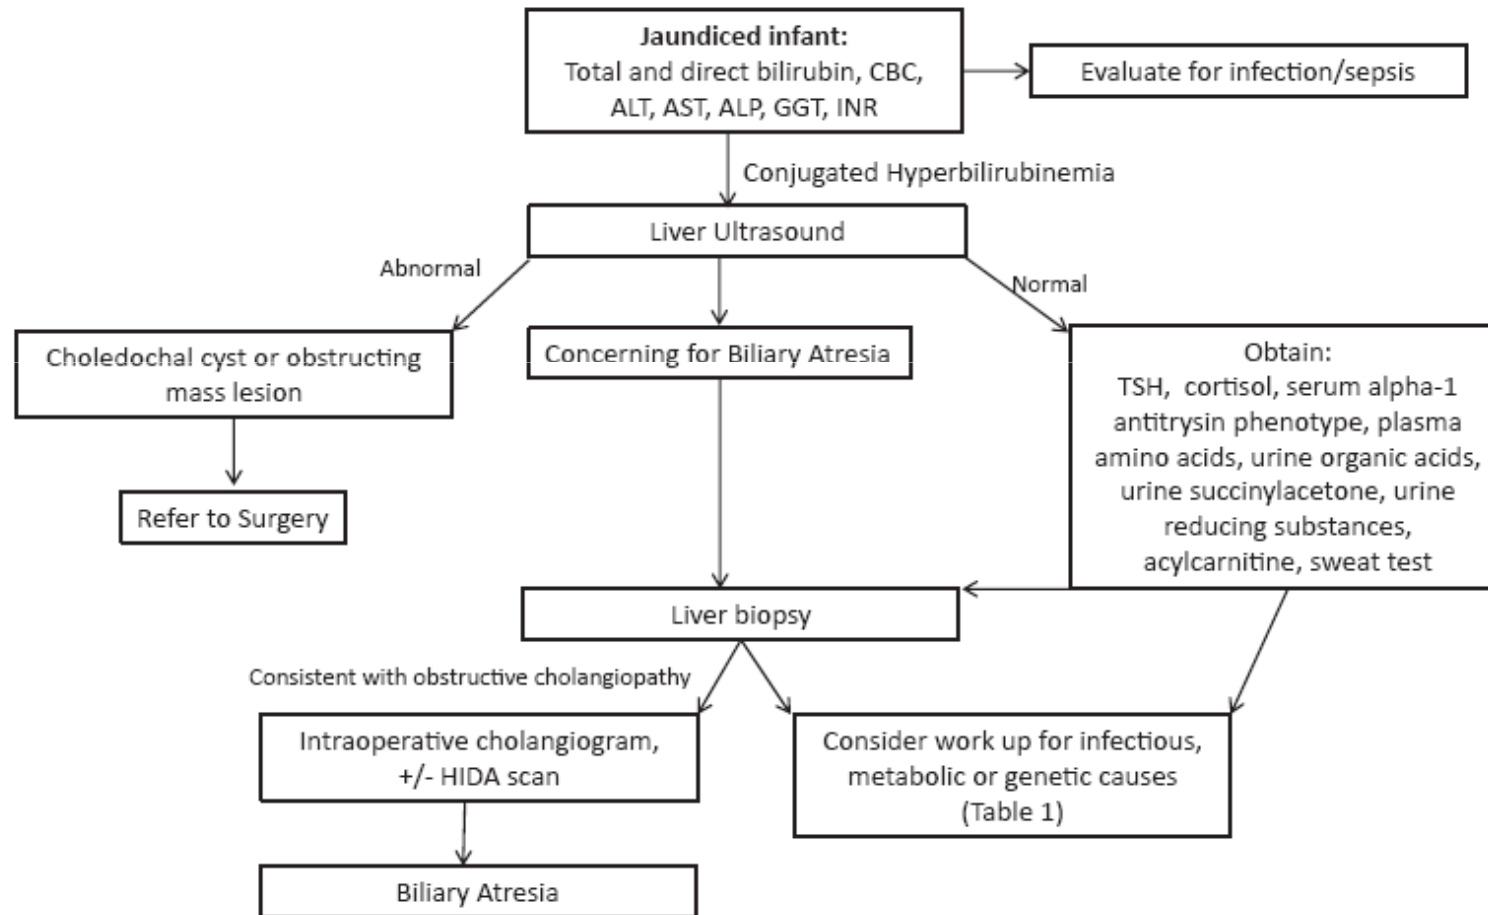 Jaundiced infant:
Total and direct bilirubin, CBC,
ALT, AST, ALP, GGT, INR
Evaluate for infection/sepsis
Conjugated Hyperbilirubinemia
Liver Ultrasound
Abnormal
Normal
Choledochal cyst or obstructing
mass lesion
Concerning for Biliary Atresia
Obtain:
TSH, cortisol, serum alpha-1
antitrysin phenotype, plasma
amino acids, urine organic acids,
urine succinylacetone, urine
reducing substances,
acylcarnitine, sweat test
Refer to Surgery
Liver biopsy
Consistent with obstructive cholangiopathy
Intraoperative cholangiogram,
+/- HIDA scan
Consider work up for infectious,
metabolic or genetic causes
(Table 1)
Biliary Atresia